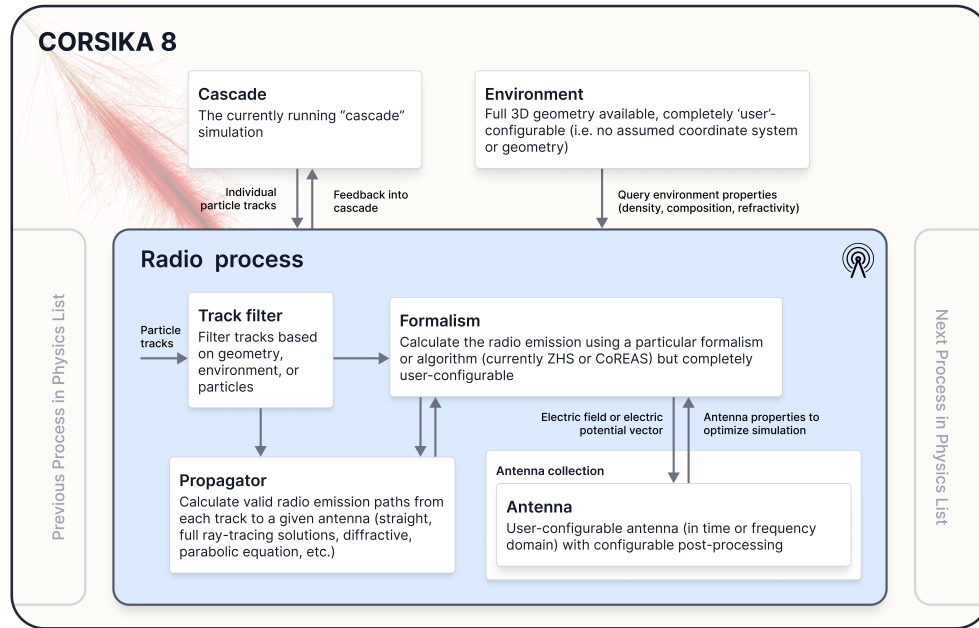 CORSIKA 8
Cascade
The currently running “cascade”
simulation
Environment
Full 3D geometry available, completely ‘user’-
configurable (i.e. no assumed coordinate system
or geometry)
Individual
particle tracks
Feedback into
cascade
Query environment properties
(density, composition, refractivity)
Previous Process in Physics List
Radio process
Particle
tracks
Track filter
Filter tracks based
on geometry,
environment, or
particles
Formalism
Calculate the radio emission using a particular formalism
or algorithm (currently ZHS or CoREAS) but completely
user-configurable
Electric field or electric
potential vector
Antenna properties to
optimize simulation
Propagator
Calculate valid radio emission paths from
each track to a given antenna (straight,
full ray-tracing solutions, diffractive,
parabolic equation, etc.)
Antenna collection
Antenna
User-configurable antenna (in time or frequency
domain) with configurable post-processing
Next Process in Physics List